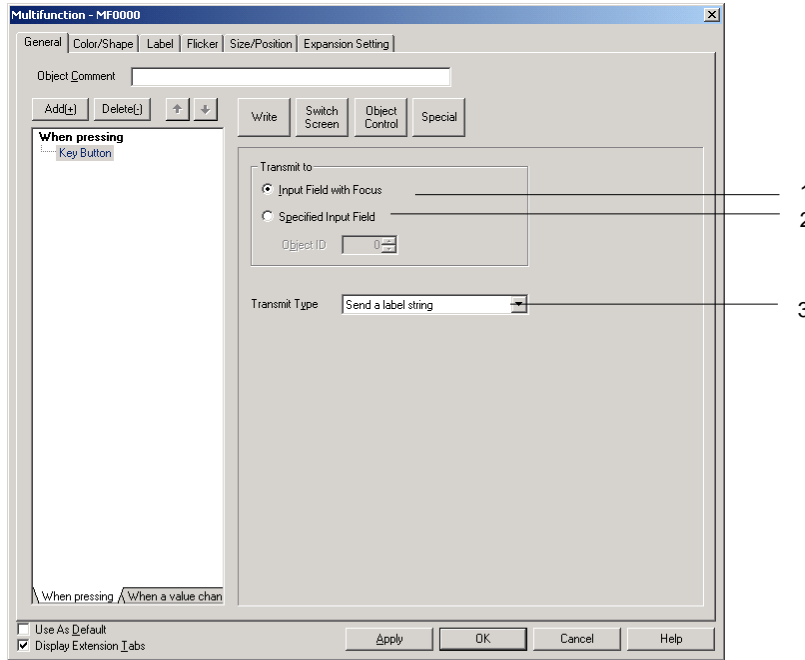 Multifunction - MF0000
General Color/Shape Label Flicker Size/Position Expansion Setting
Object Comment
Add(+) Delete(-)
Write Switch Screen Object Control Special
When pressing
Key Button
Transmit to
Input Field with Focus
Specified Input Field
Object ID 0
Transmit Type Send a label string
1
2
3
When pressing When a value chan
Use As Default
Display Extension Tabs
Apply OK Cancel Help